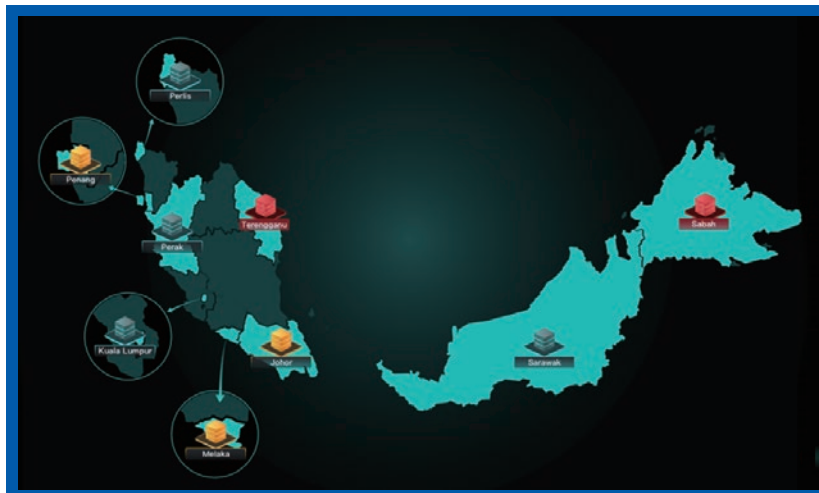 Perlis
Penang
Terengganu
Sabah
Perak
Kuala Lumpur
Johor
Sarawak
Melaka